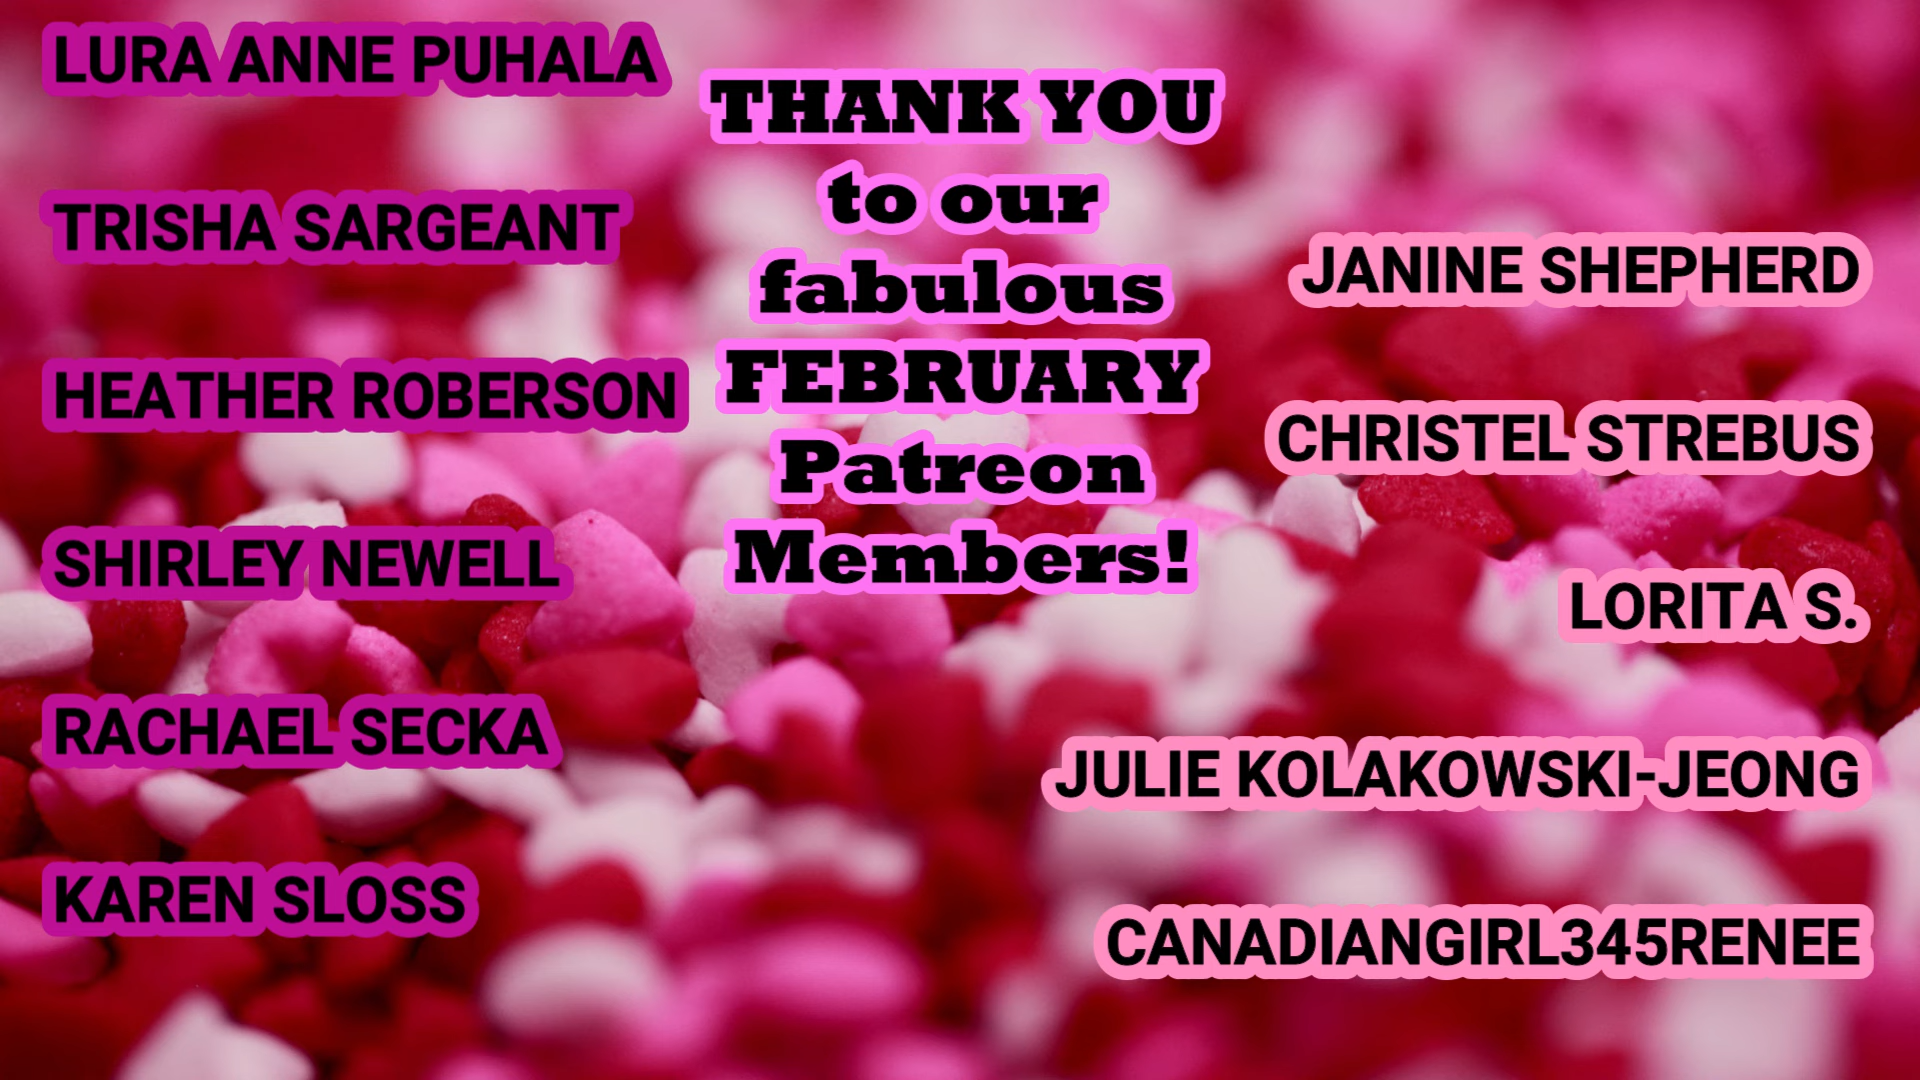 LURA ANNE PUHALA
TRISHA SARGEANT
HEATHER ROBERSON
SHIRLEY NEWELL
RACHAEL SECKA
KAREN SLOSS
THANK YOU
to our
fabulous
FEBRUARY
Patreon
Members!
JANINE SHEPHERD
CHRISTEL STREBUS
LORITA S.
JULIE KOLAKOWSKI-JEONG
CANADIANGIRL345RENEE